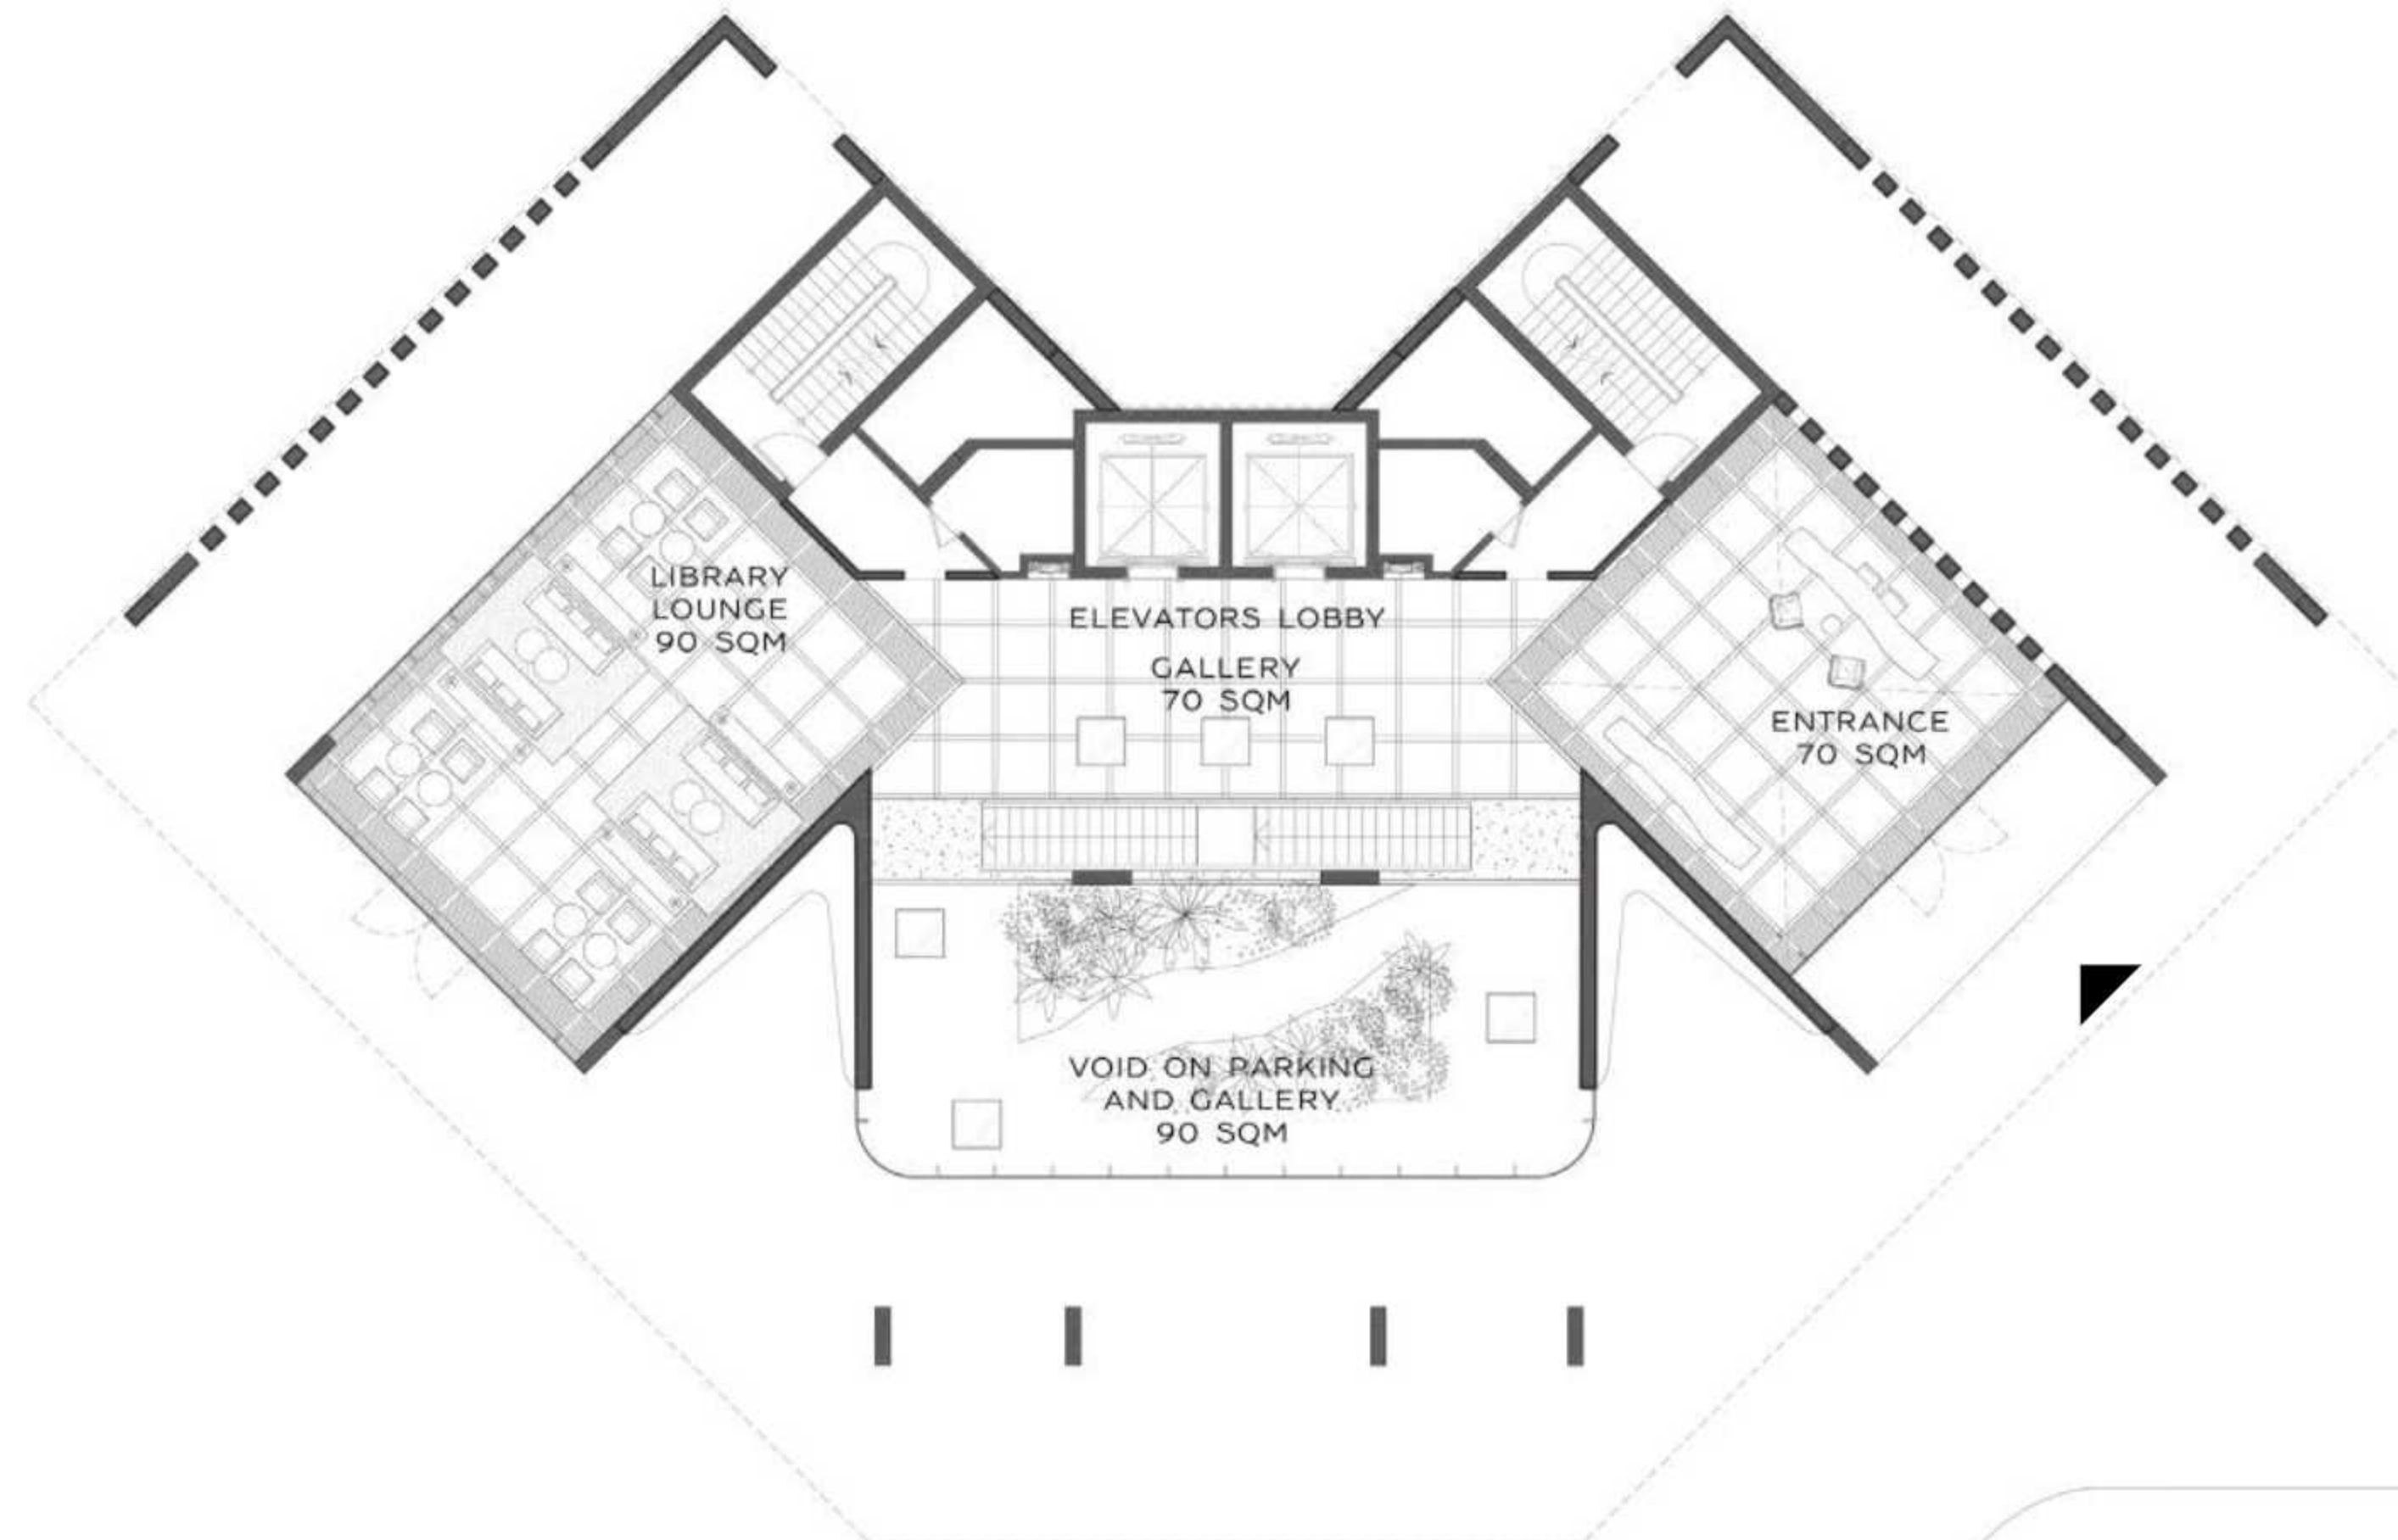 LIBRARY
LOUNGE
90 SQM
ELEVATORS LOBBY
GALLERY
70 SQM
ENTRANCE
70 SQM
VOID ON PARKING
AND GALLERY
90 SQM